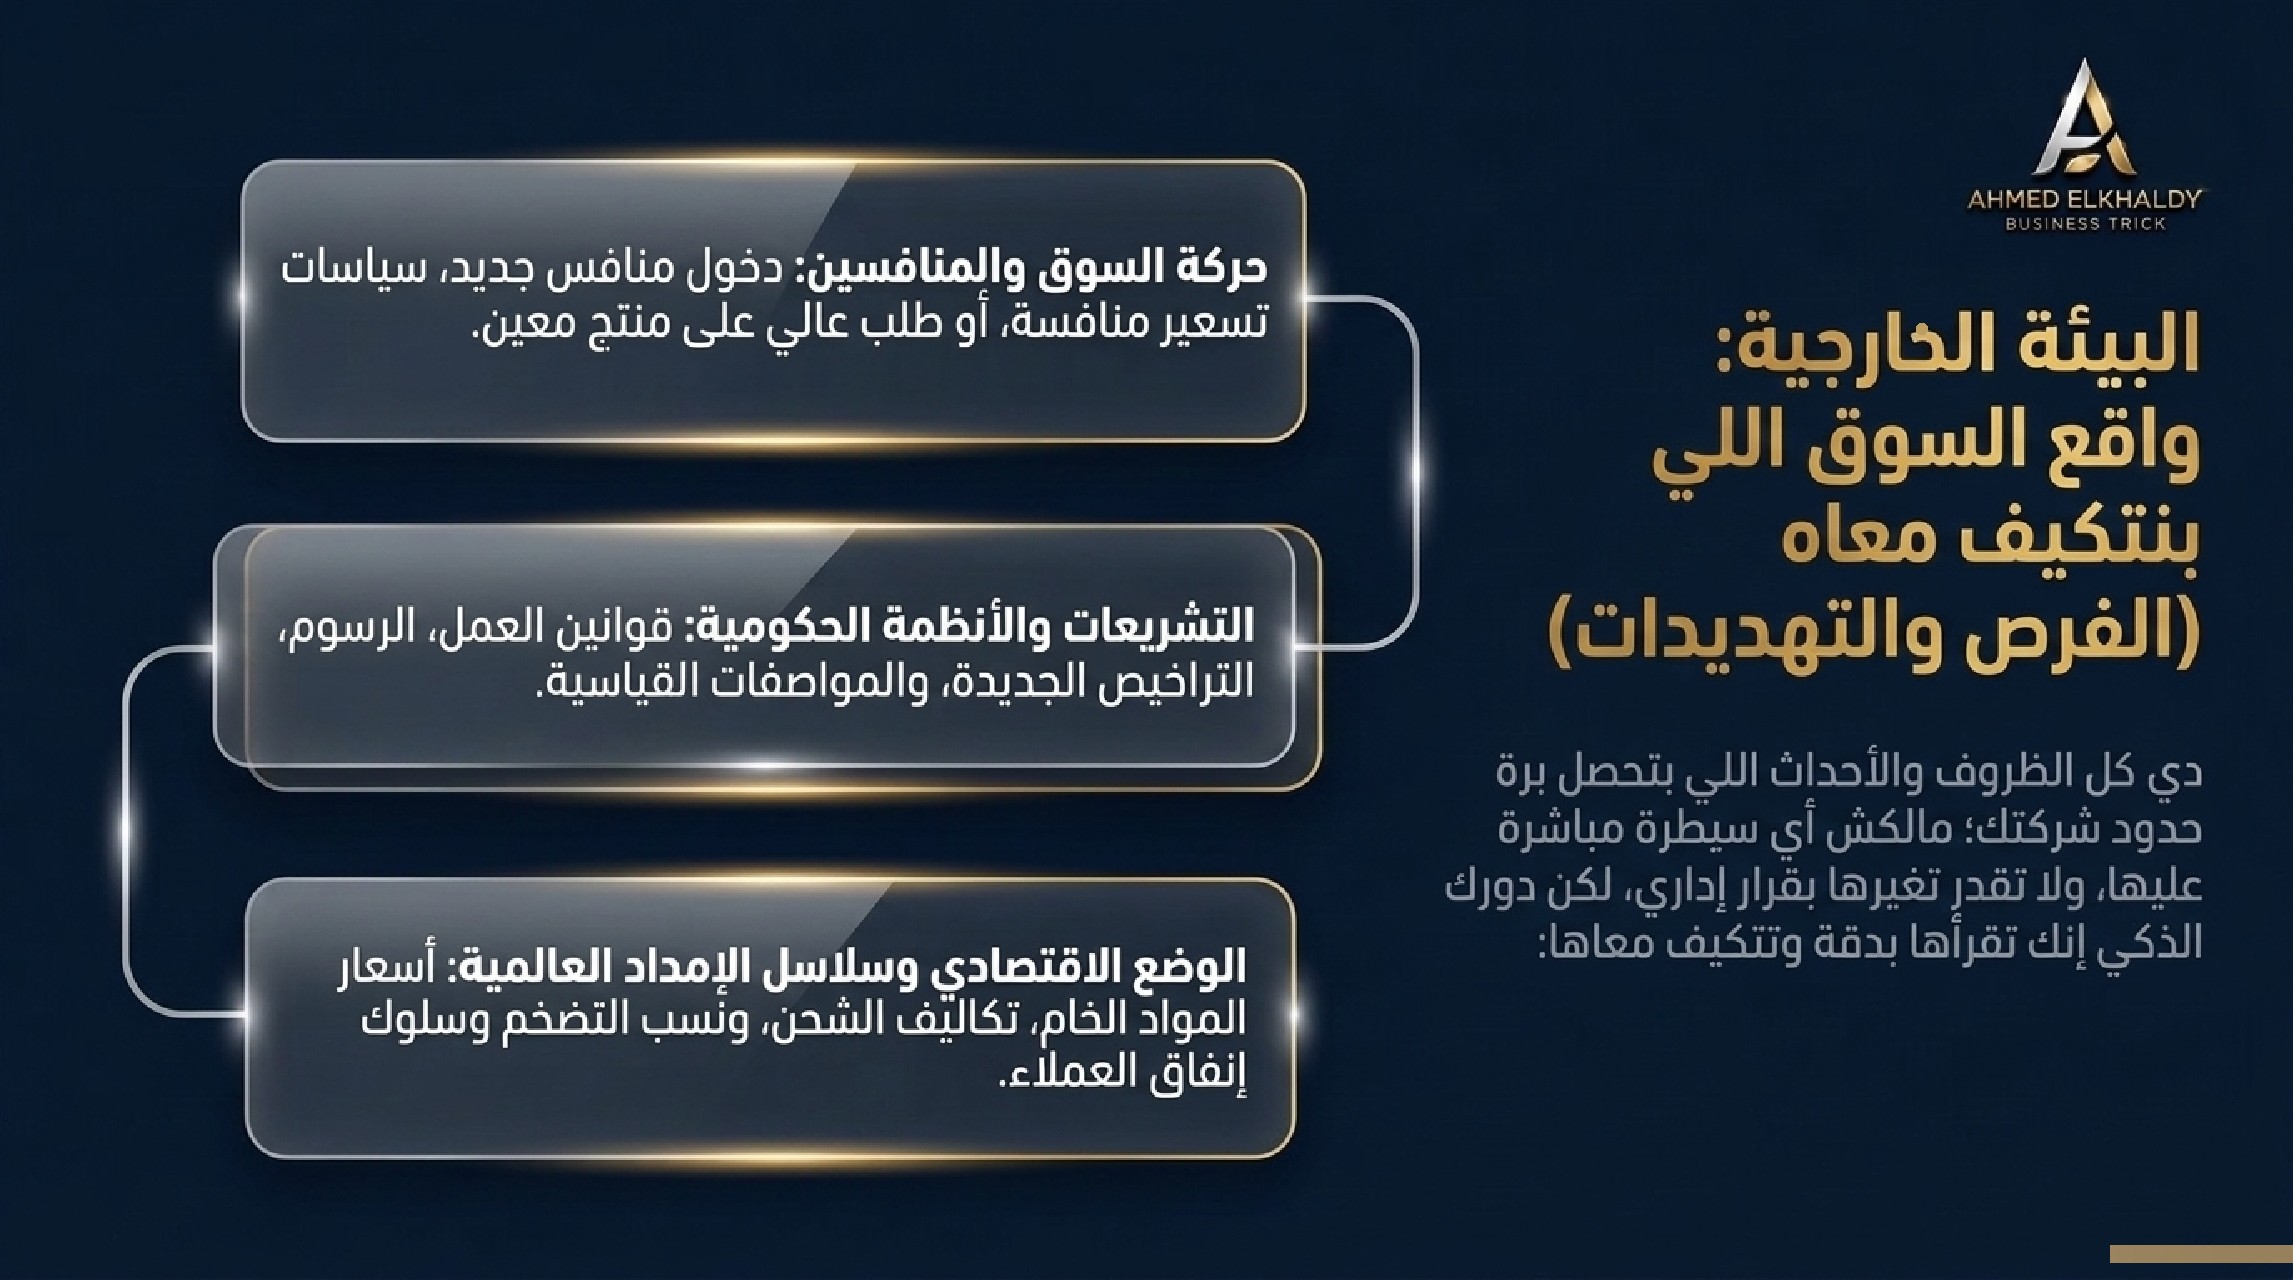 AHMED ELKHALDY
BUSINESS TRICK
البيئة الخارجية:
واقع السوق اللي
بنتكيف معاه
(الفرص والتهديدات)
دي كل الظروف والأحداث اللي بتحصل برة
حدود شركتك؛ مالكش أي سيطرة مباشرة
عليها، ولا تقدر تغيرها بقرار إداري، لكن دورك
الذكي إنك تقرأها بدقة وتتكيف معاها:
حركة السوق والمنافسين: دخول منافس جديد، سياسات
تسعير منافسة، أو طلب عالي على منتج معين.
التشريعات والأنظمة الحكومية: قوانين العمل، الرسوم،
التراخيص الجديدة، والمواصفات القياسية.
الوضع الاقتصادي وسلاسل الإمداد العالمية: أسعار
المواد الخام، تكاليف الشحن، ونسب التضخم وسلوك
إنفاق العملاء.